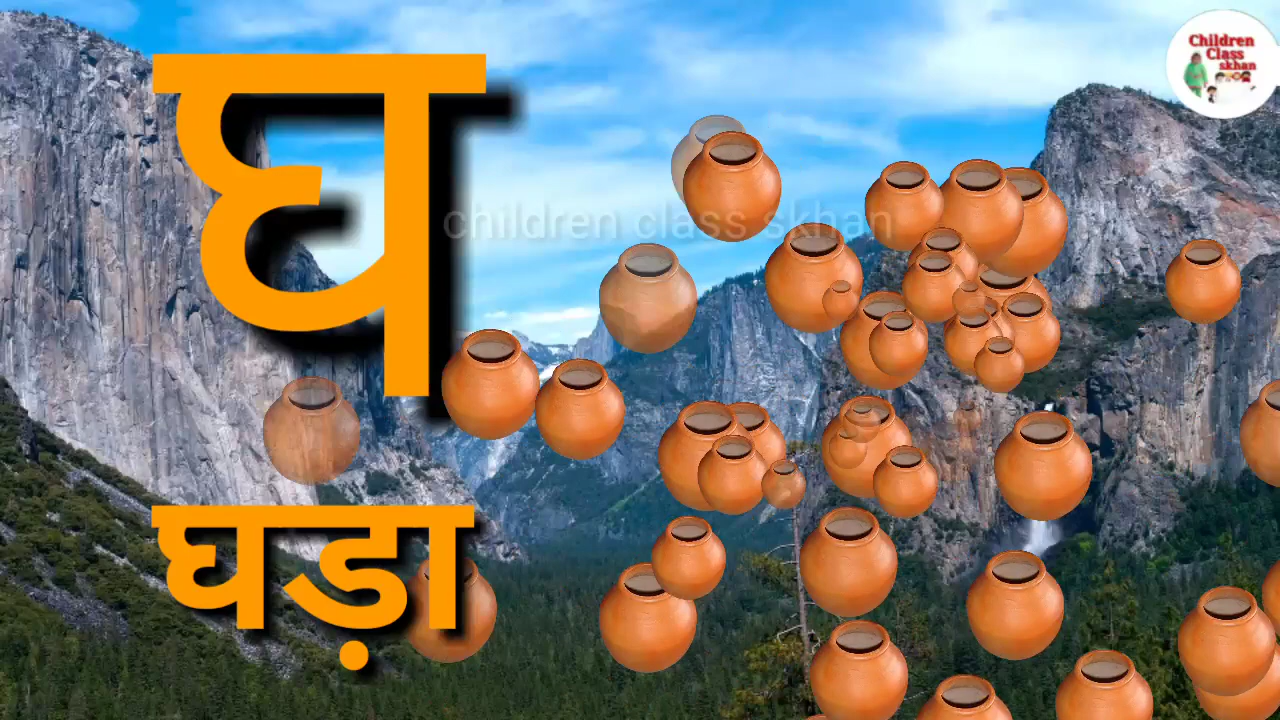 घ
Children
Class
skhan
children class skhan
घड़ा